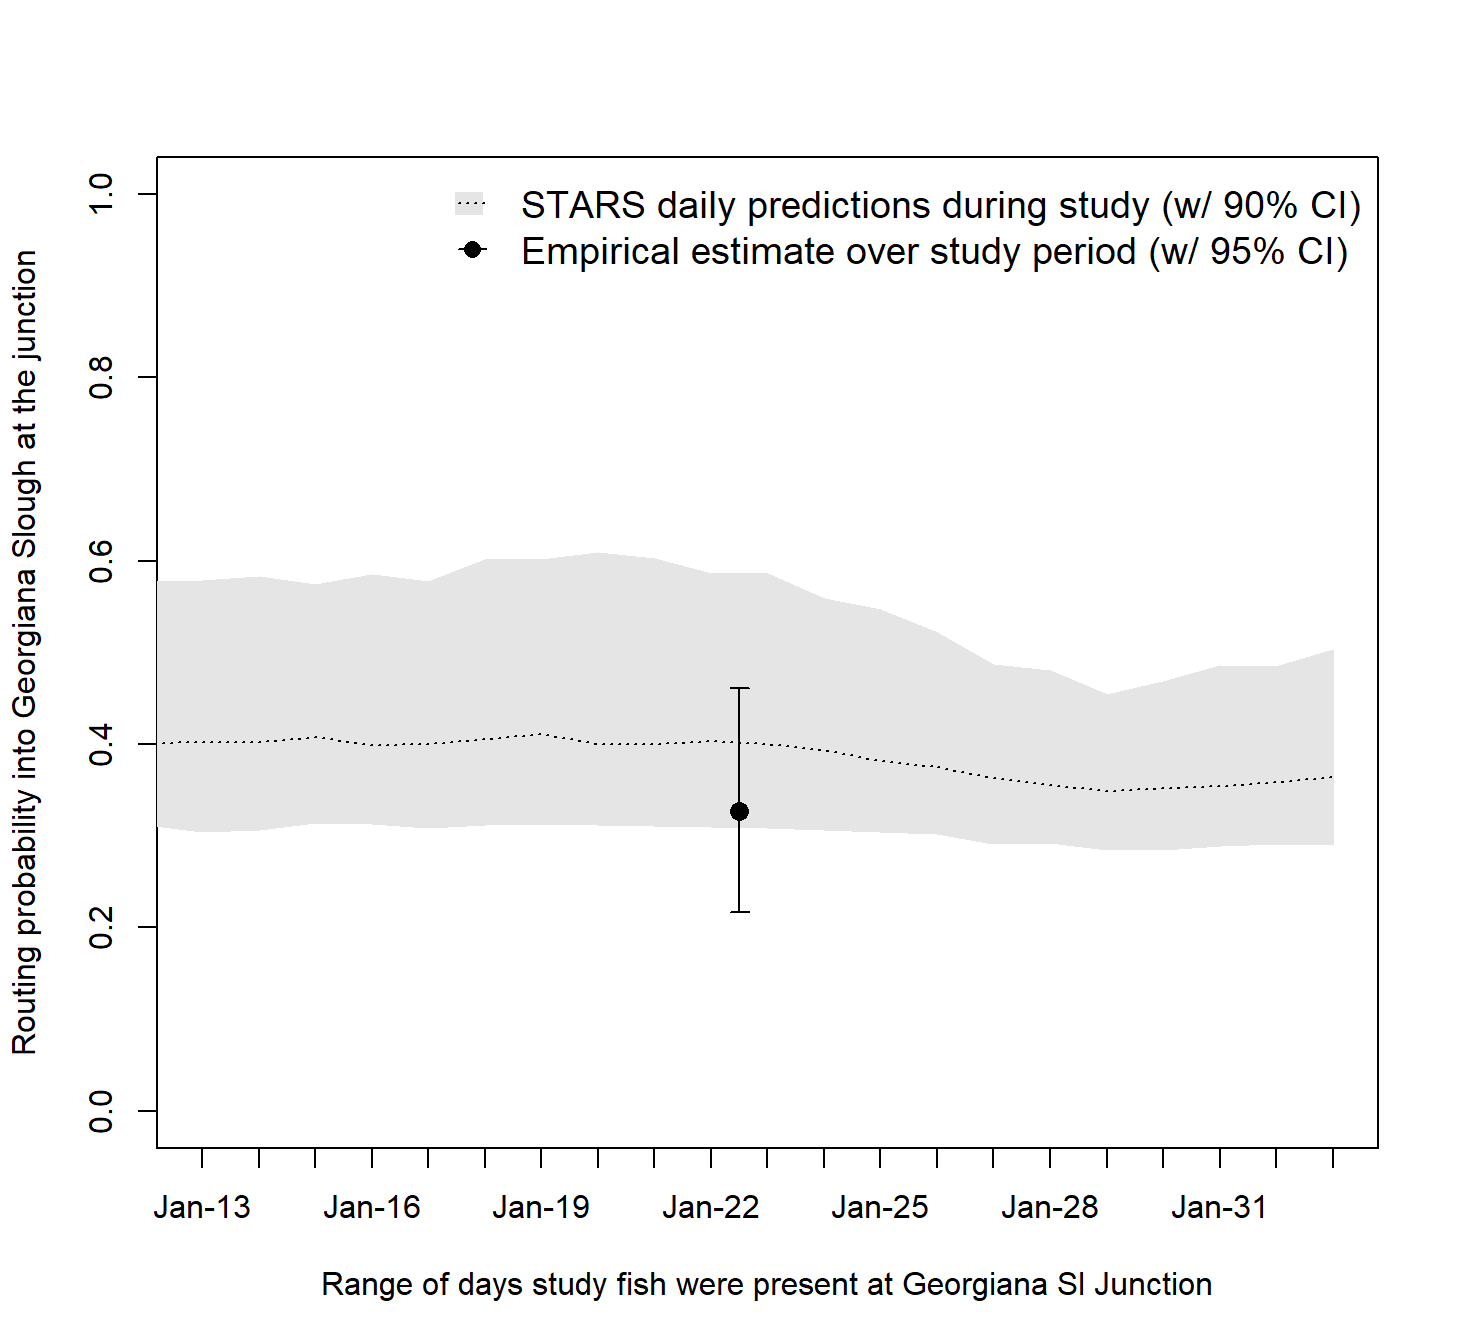 STARS daily predictions during study (w/ 90% CI)
Empirical estimate over study period (w/ 95% CI)
Routing probability into Georgiana Slough at the junction
1.0
0.8
0.6
0.4
0.2
0.0
Jan-13 Jan-16 Jan-19 Jan-22 Jan-25 Jan-28 Jan-31
Range of days study fish were present at Georgiana Sl Junction